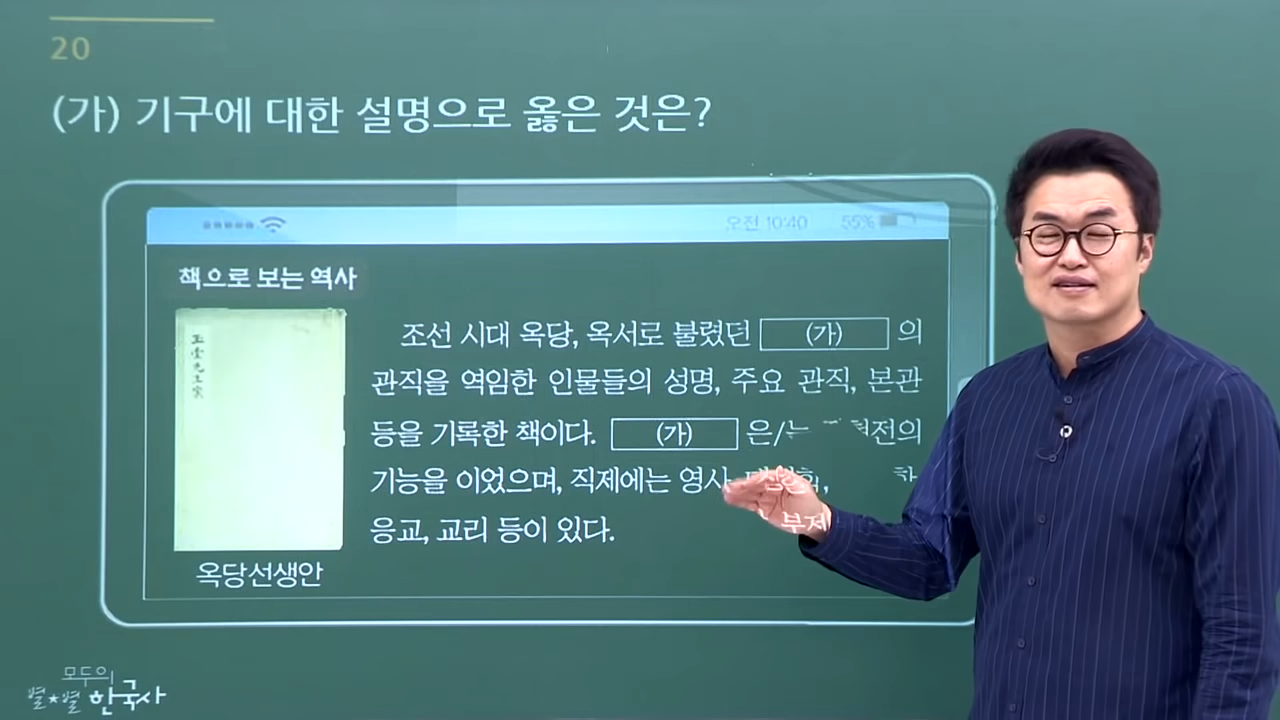 20
(가) 기구에 대한 설명으로 옳은 것은?
오전 10:40 55%
책으로 보는 역사
조선 시대 옥당, 옥서로 불렸던 (가) 의
관직을 역임한 인물들의 성명, 주요 관직, 본관
등을 기록한 책이다. (가) 은/는
기능을 이었으며, 직제에는 영사
응교, 교리 등이 있다.
옥당선생안
모두의
별★별 한국사